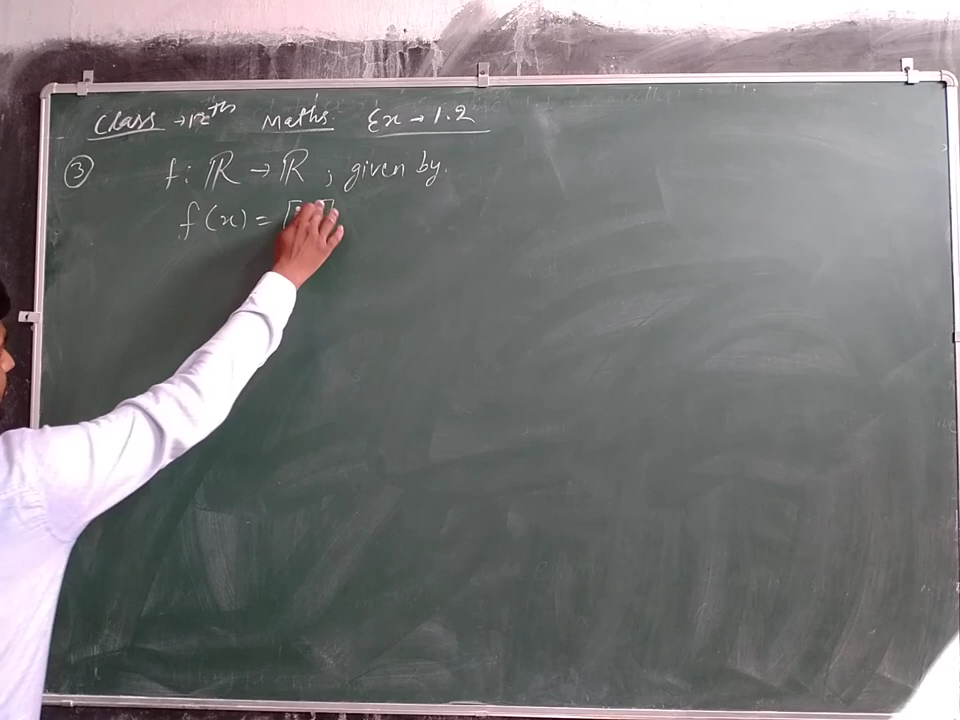 Class → 12th Maths Ex → 1.2
③ f: ℝ → ℝ ; given by.
f(x) = [